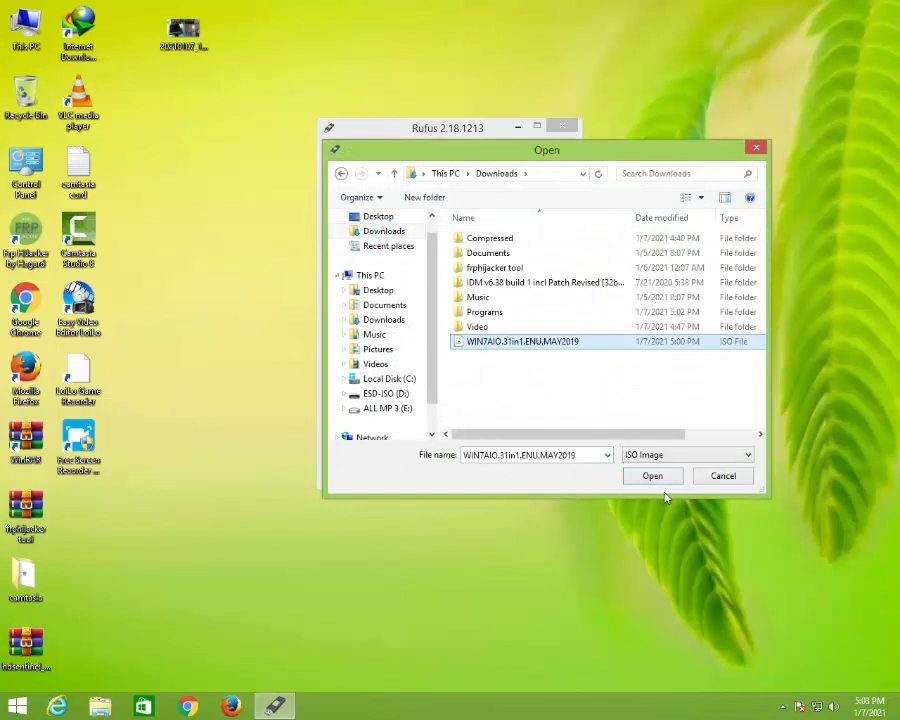 This PC
Internet
Downlo...
20210107_1...
Recycle Bin
VLC media
player
Control
Panel
camtasia
cord
FRP
Frp HiJacker
by Hagard
Camtasia
Studio 8
Google
Chrome
Easy Video
Editor LoiLo
Mozilla
Firefox
LoiLo Game
Recorder
WinRAR
Free Screen
Recorder ...
frphijacker
tool
camtasia
hdsentinel_...
Rufus 2.18.1213
Open
This PC
Downloads
Search Downloads
Organize
New folder
Desktop
Downloads
Recent places
This PC
Desktop
Documents
Downloads
Music
Pictures
Videos
Local Disk (C:)
ESD-ISO (D:)
ALL MP 3 (E:)
Network
Name Date modified Type
Compressed 1/7/2021 4:40 PM File folder
Documents 1/5/2021 8:07 PM File folder
frphijacker tool 1/6/2021 12:07 AM File folder
IDM v6.38 build 1 incl Patch Revised [32b... 7/21/2020 5:38 PM File folder
Music 1/5/2021 8:07 PM File folder
Programs 1/7/2021 5:02 PM File folder
Video 1/7/2021 4:47 PM File folder
WIN7AIO.31in1.ENU.MAY2019 1/7/2021 5:00 PM ISO File
File name: WIN7AIO.31in1.ENU.MAY2019
ISO Image
Open
Cancel
5:03 PM
1/7/2021